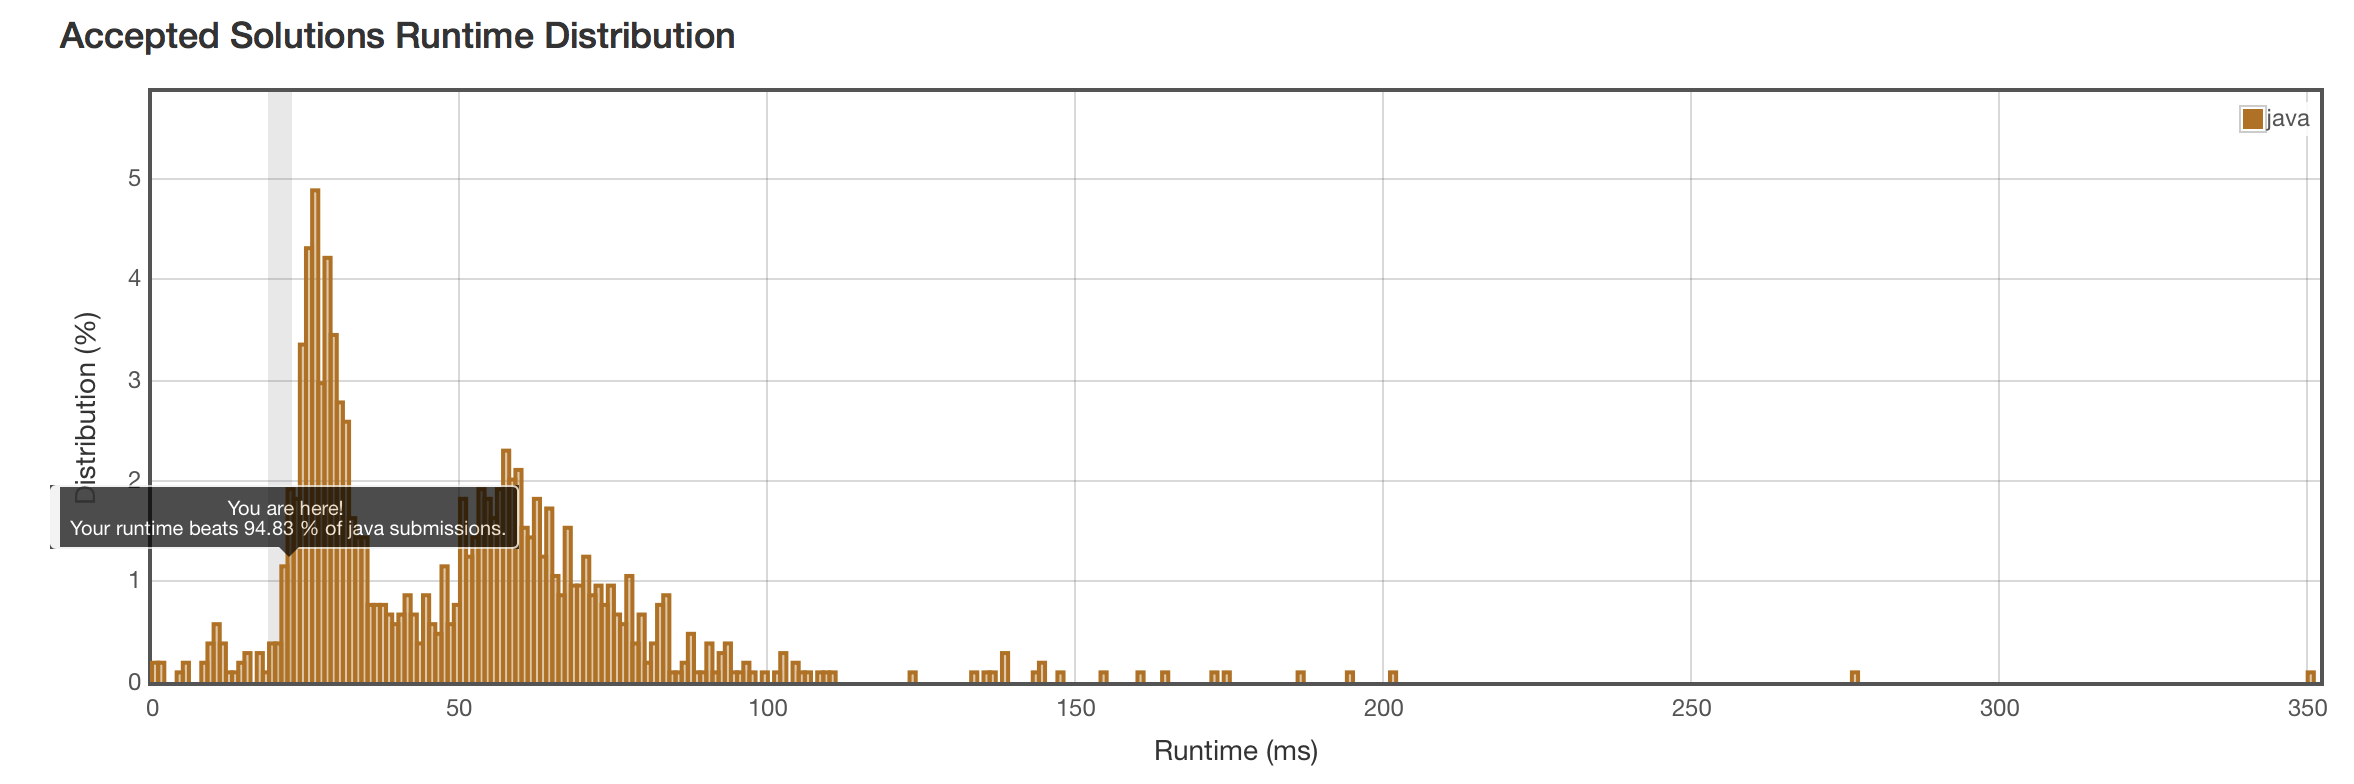 Accepted Solutions Runtime Distribution
java
Distribution (%)
5
4
3
2
1
0
You are here!
Your runtime beats 94.83 % of java submissions.
0 50 100 150 200 250 300 350
Runtime (ms)